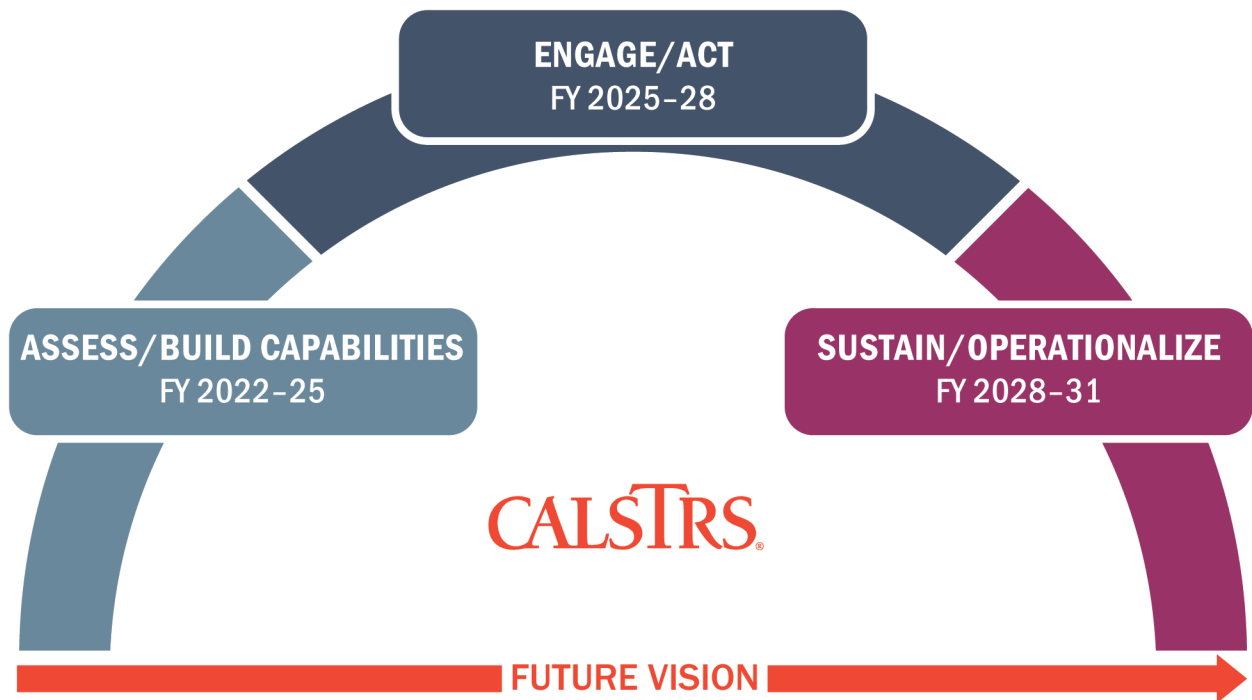 ENGAGE/ACT
FY 2025–28
ASSESS/BUILD CAPABILITIES
FY 2022–25
SUSTAIN/OPERATIONALIZE
FY 2028–31
CALSTRS®
FUTURE VISION